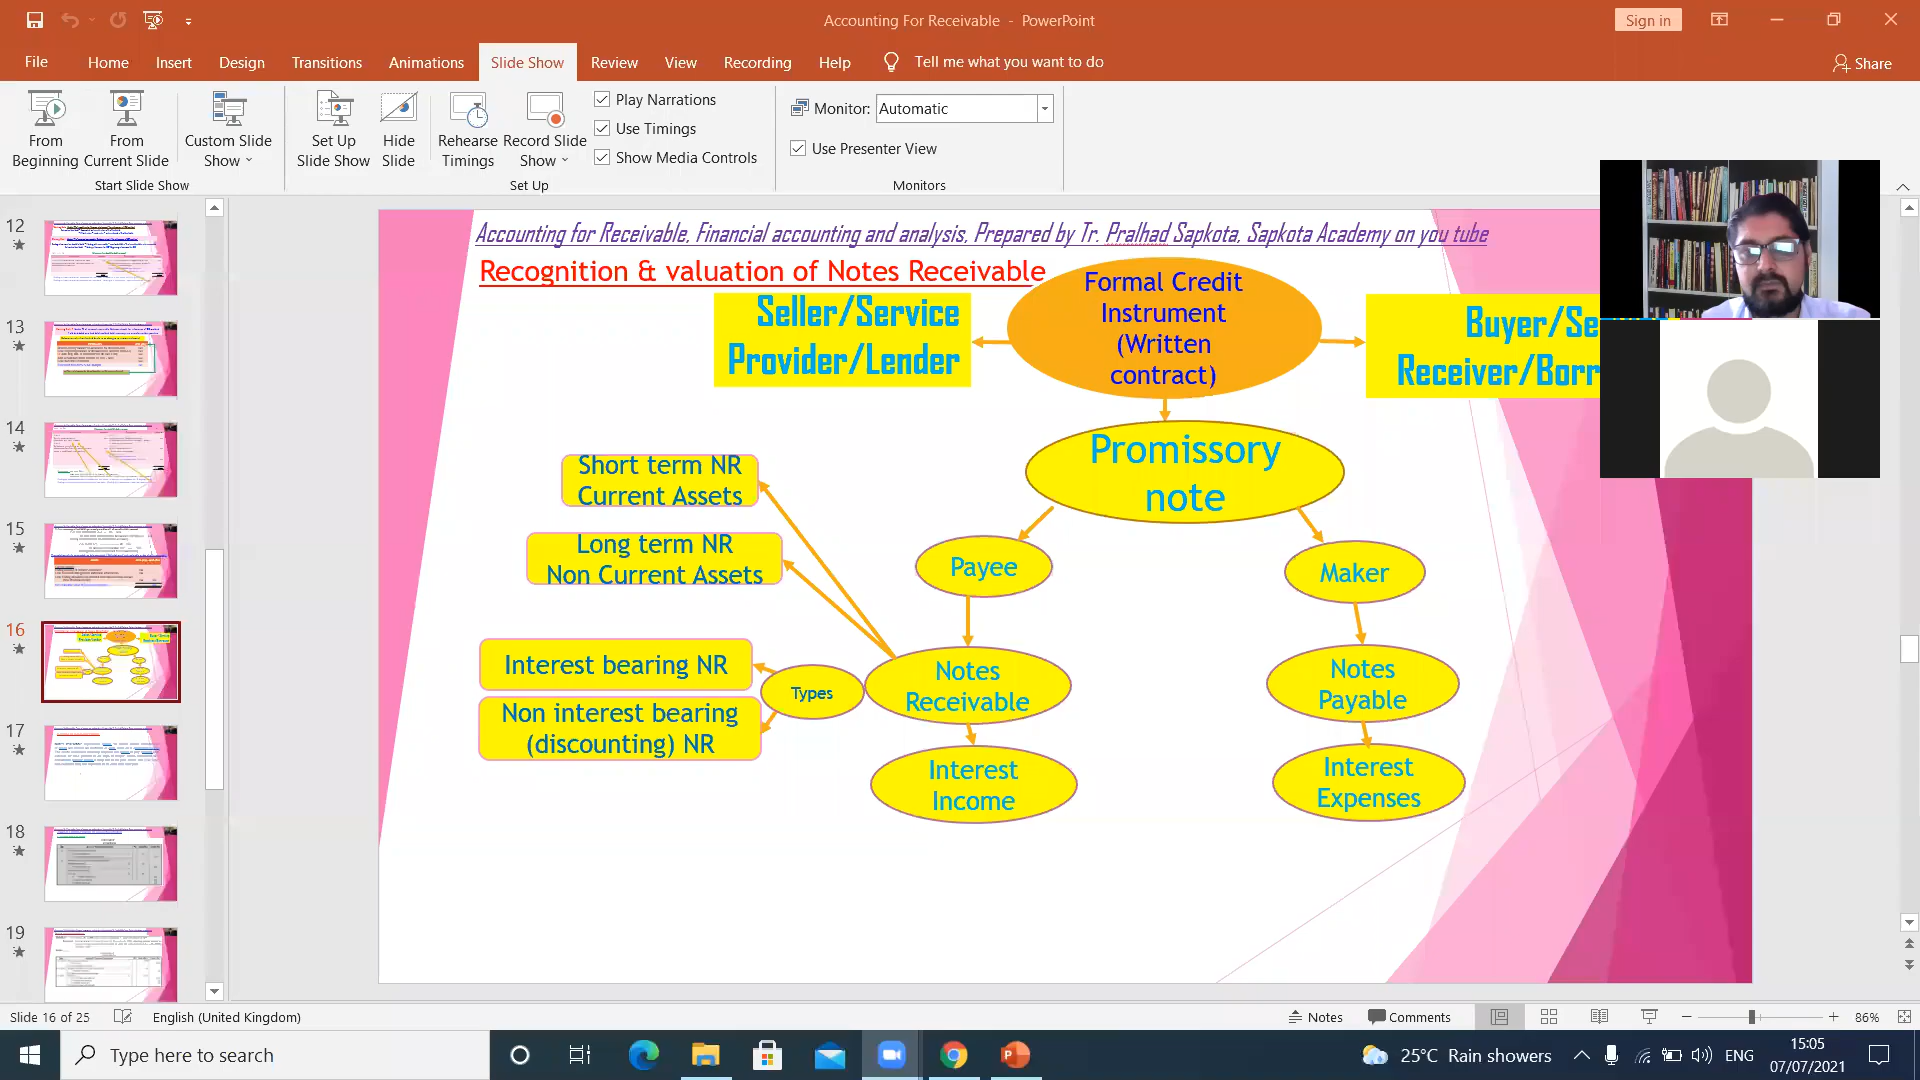 Accounting For Receivable - PowerPoint
Sign in
File
Home
Insert
Design
Transitions
Animations
Slide Show
Review
View
Recording
Help
Tell me what you want to do
Share
From
Beginning
From
Current Slide
Custom Slide
Show
Set Up
Slide Show
Hide
Slide
Rehearse
Timings
Record Slide
Show
Play Narrations
Use Timings
Show Media Controls
Monitor: Automatic
Use Presenter View
Start Slide Show
Set Up
Monitors
12
13
14
15
16
17
18
19
Accounting for Receivable, Financial accounting and analysis, Prepared by Tr. Pralhad Sapkota, Sapkota Academy on you tube
Recognition & valuation of Notes Receivable
Seller/Service
Provider/Lender
Formal Credit
Instrument
(Written
contract)
Buyer/Se
Receiver/Borr
Promissory
note
Short term NR
Current Assets
Long term NR
Non Current Assets
Payee
Maker
Interest bearing NR
Non interest bearing
(discounting) NR
Types
Notes
Receivable
Notes
Payable
Interest
Income
Interest
Expenses
Slide 16 of 25
English (United Kingdom)
Notes
Comments
86%
Type here to search
25°C Rain showers
ENG
15:05
07/07/2021